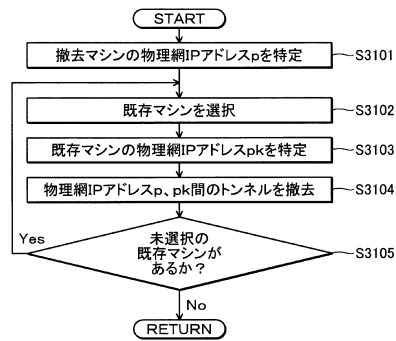 START
撤去マシンの物理網IPアドレスpを特定
S3101
既存マシンを選択
S3102
既存マシンの物理網IPアドレスpkを特定
S3103
物理網IPアドレスp、pk間のトンネルを撤去
S3104
未選択の
既存マシンが
あるか？
S3105
Yes
No
RETURN